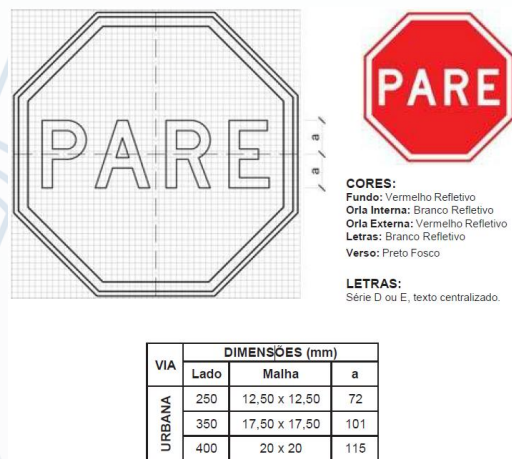 PARE
a
a
PARE
CORES:
Fundo: Vermelho Refletivo
Orla Interna: Branco Refletivo
Orla Externa: Vermelho Refletivo
Letras: Branco Refletivo
Verso: Preto Fosco
LETRAS:
Série D ou E, texto centralizado.
VIA DIMENSÕES (mm)
Lado Malha a
URBANA
250 12,50 x 12,50 72
350 17,50 x 17,50 101
400 20 x 20 115